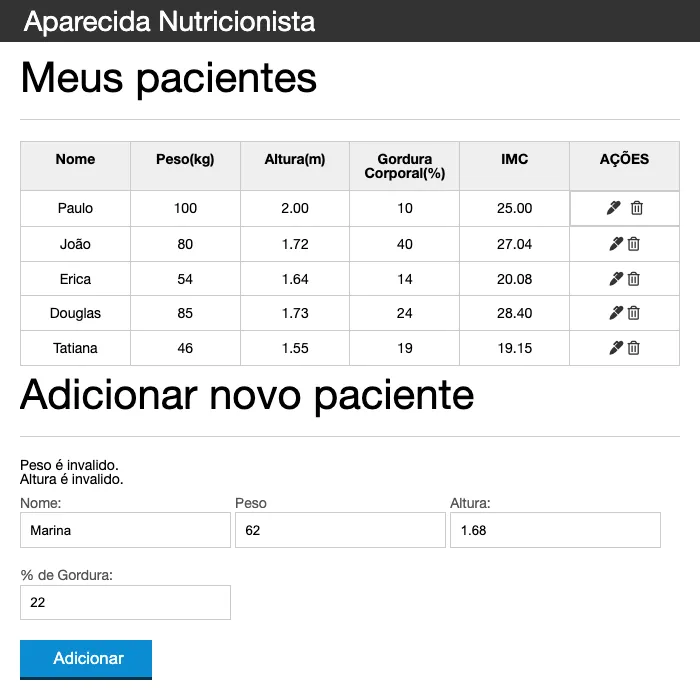 Aparecida Nutricionista
Meus pacientes
Nome Peso(kg) Altura(m) Gordura Corporal(%) IMC AÇÕES
Paulo 100 2.00 10 25.00
João 80 1.72 40 27.04
Erica 54 1.64 14 20.08
Douglas 85 1.73 24 28.40
Tatiana 46 1.55 19 19.15
Adicionar novo paciente
Peso é invalido.
Altura é invalido.
Nome: Peso Altura:
Marina 62 1.68
% de Gordura:
22
Adicionar